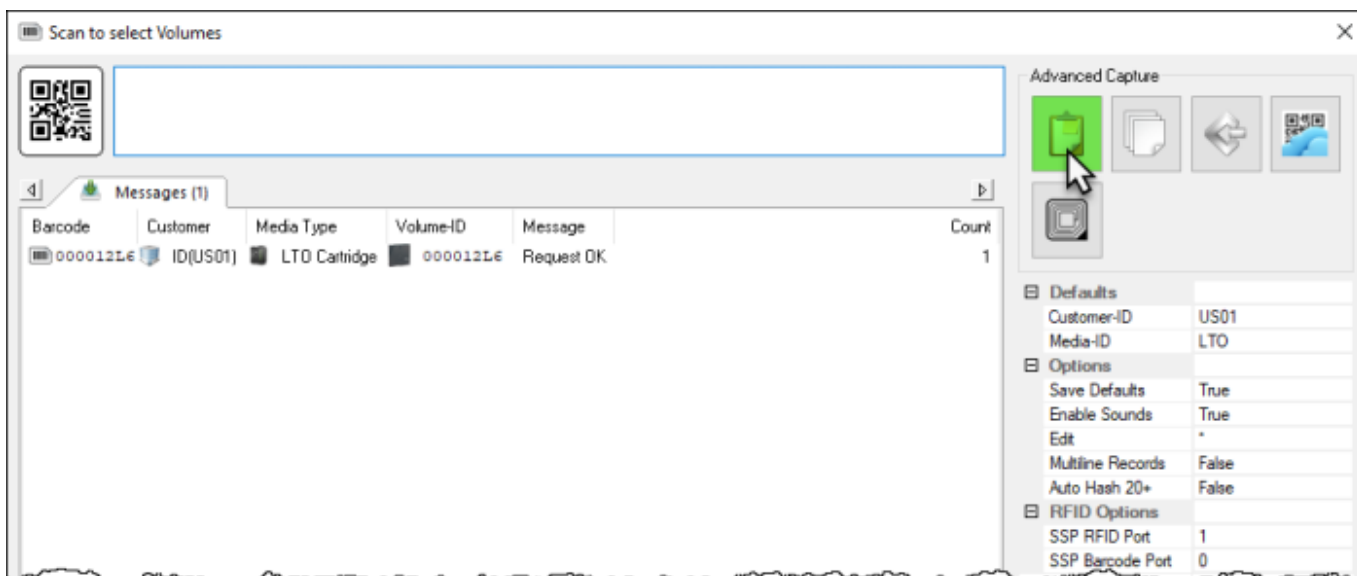 Scan to select Volumes
Advanced Capture
Messages (1)
Barcode Customer Media Type Volume-ID Message Count
000012L6 ID(US01) LTO Cartridge 000012L6 Request OK 1
Defaults
Customer-ID US01
Media-ID LTO
Options
Save Defaults True
Enable Sounds True
Edit *
Multiline Records False
Auto Hash 20+ False
RFID Options
SSP RFID Port 1
SSP Barcode Port 0